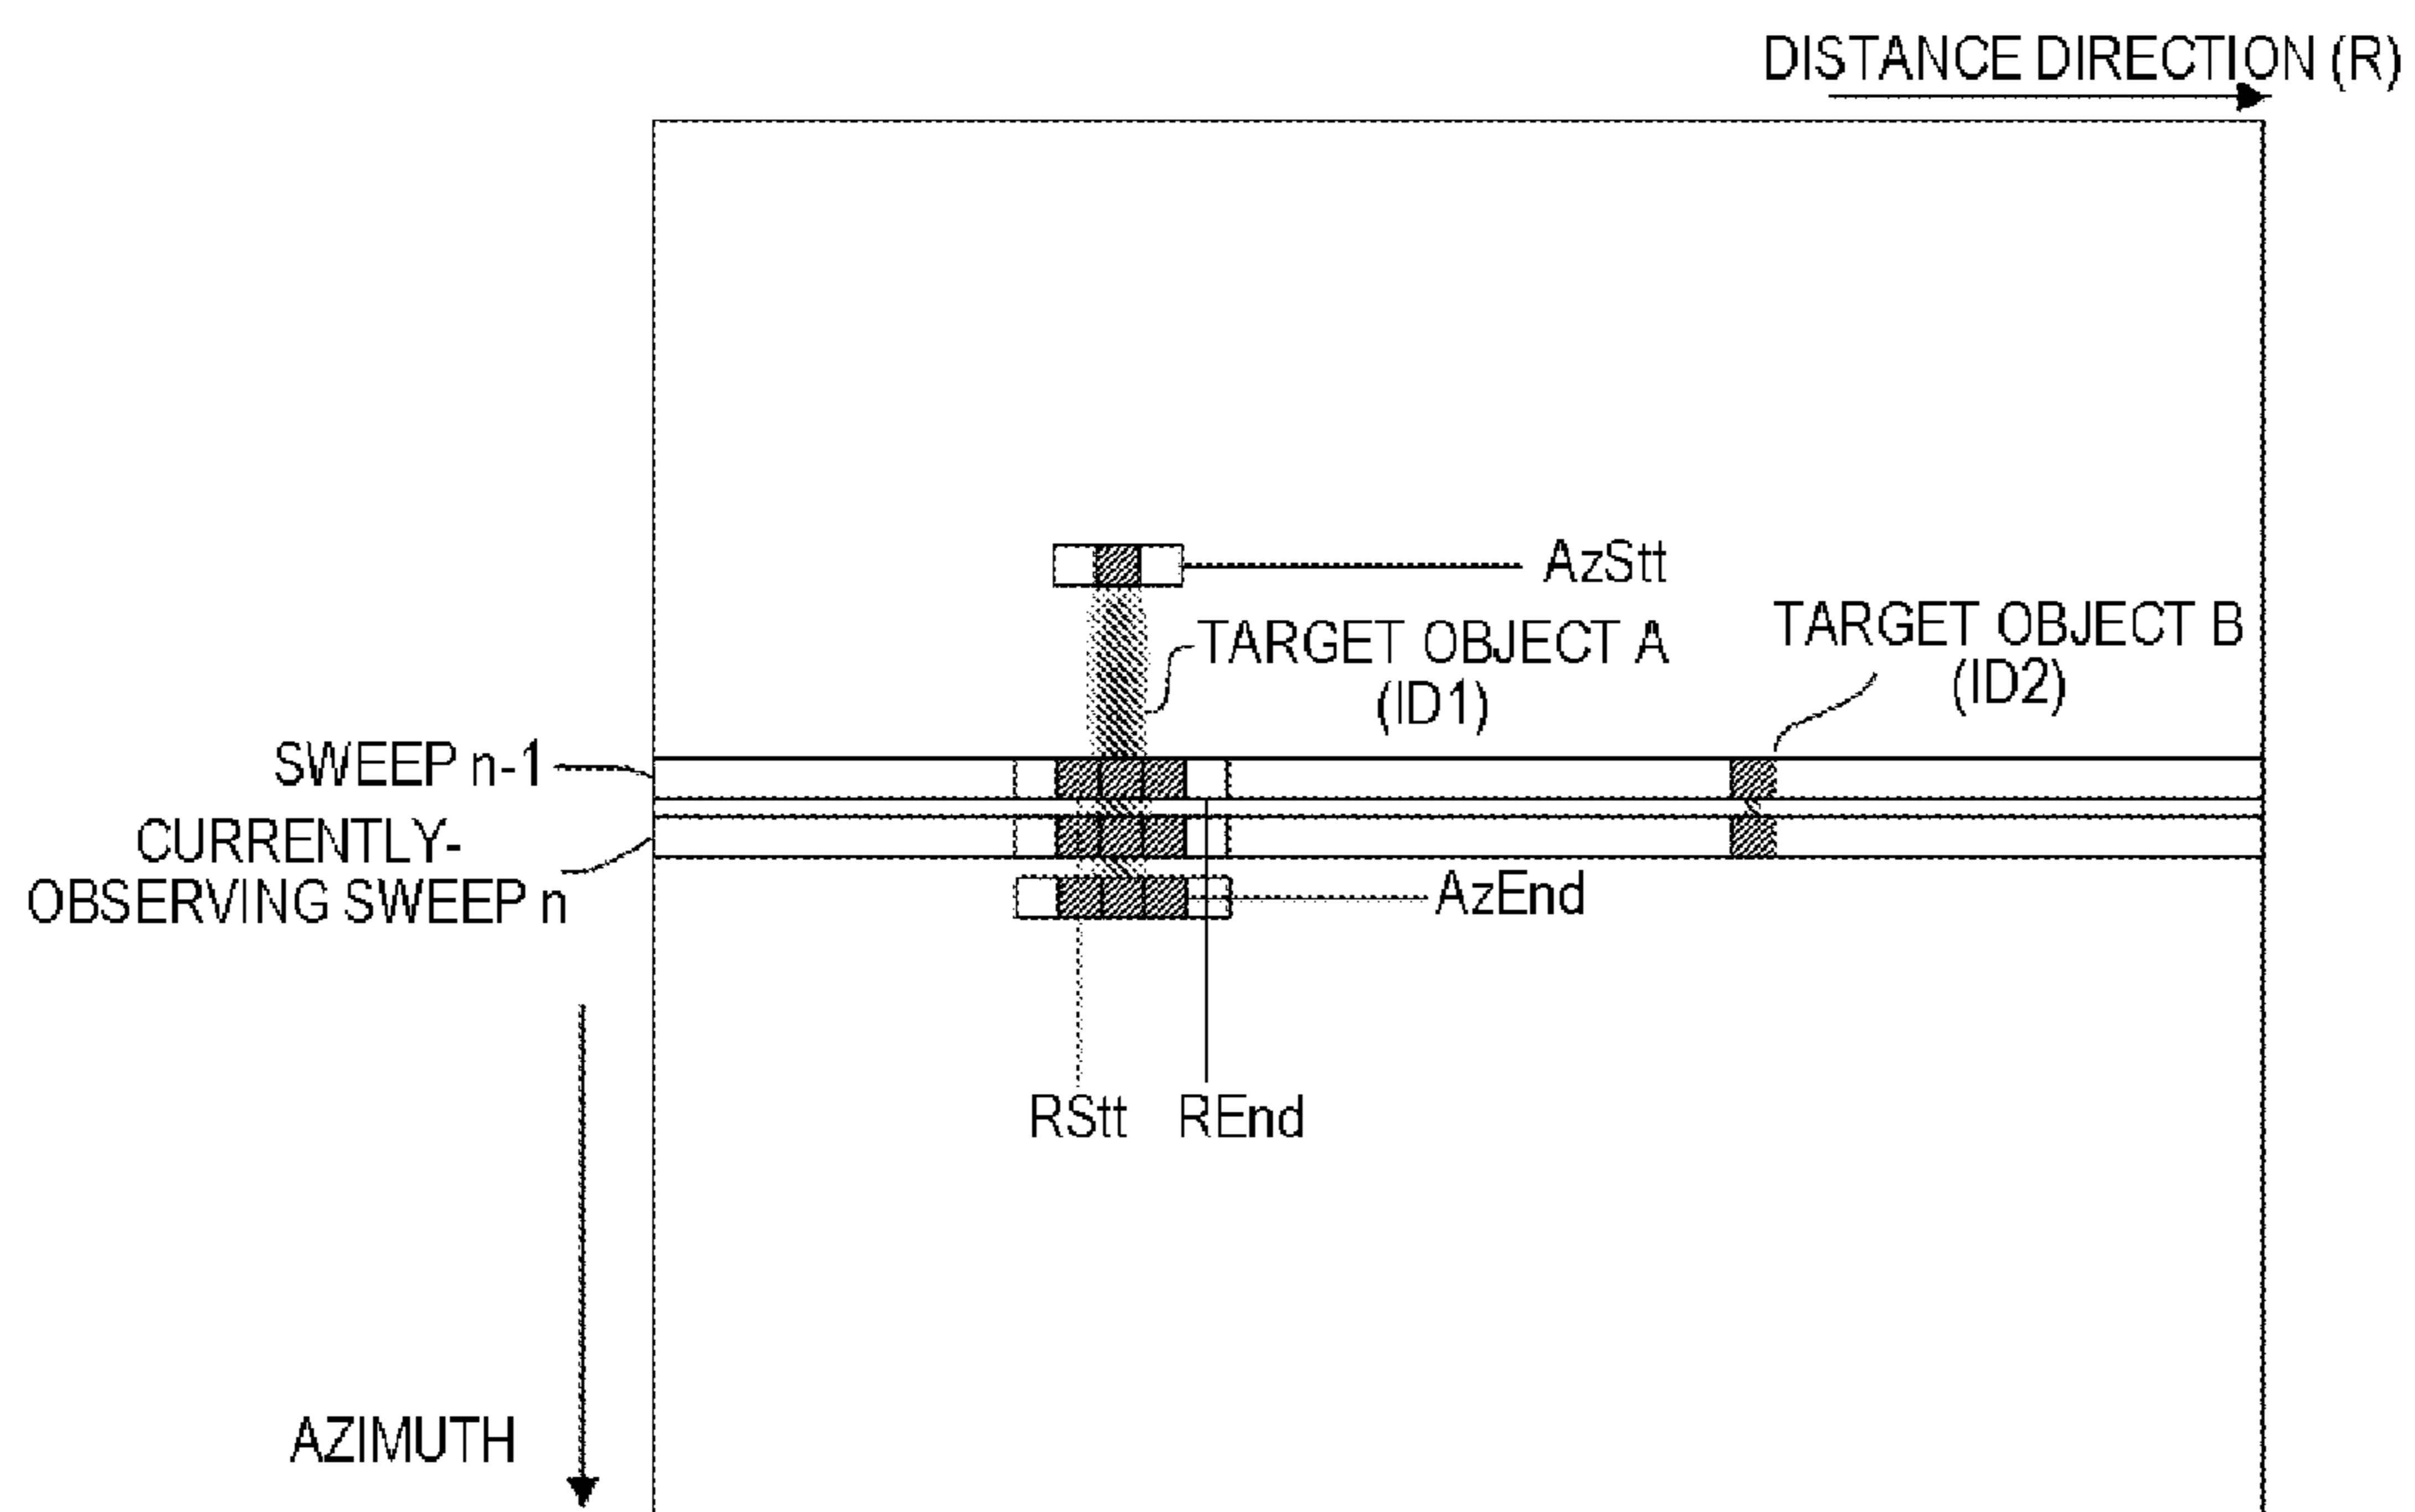 DISTANCE DIRECTION (R)
AzStt
TARGET OBJECT A
(ID1)
TARGET OBJECT B
(ID2)
SWEEP n-1
CURRENTLY-
OBSERVING SWEEP n
AzEnd
RStt
REnd
AZIMUTH